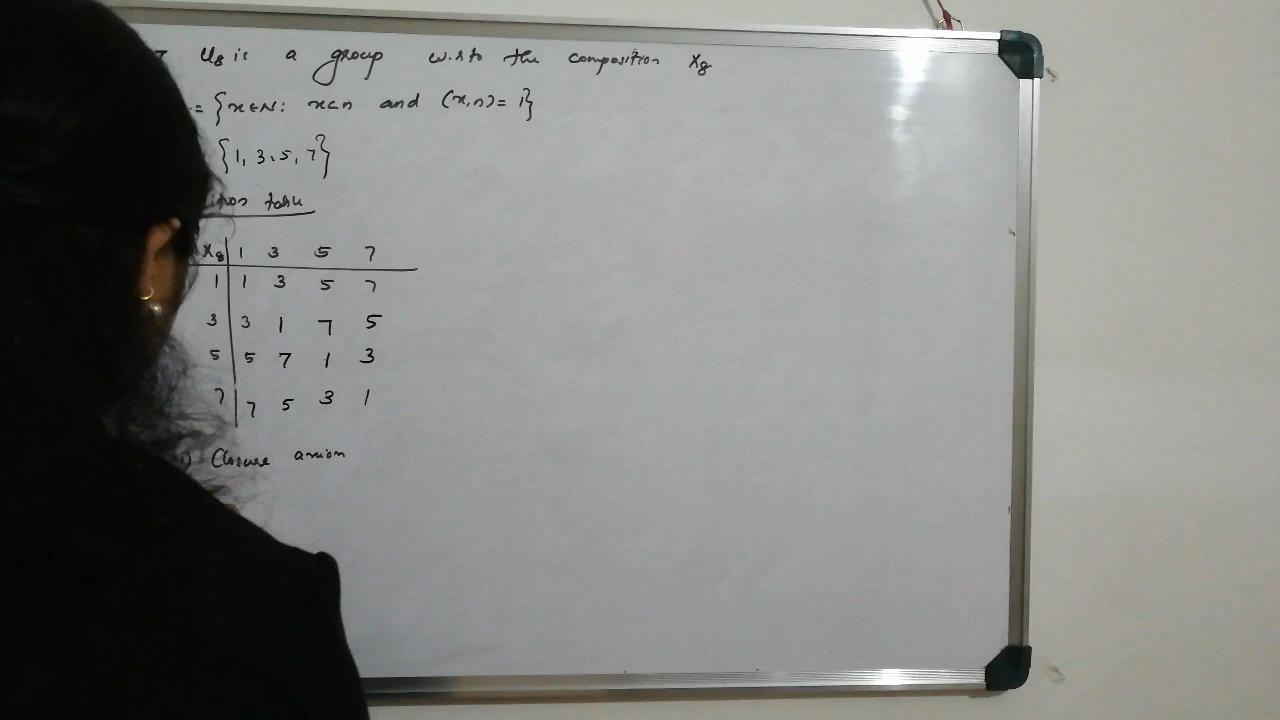 U8 is a group w.r.to the composition X8
= {x∈N: x<n and (x,n)=1}
{1, 3, 5, 7}
table
X8 1 3 5 7
1 1 3 5 7
3 3 1 7 5
5 5 7 1 3
7 7 5 3 1
) Closure axiom